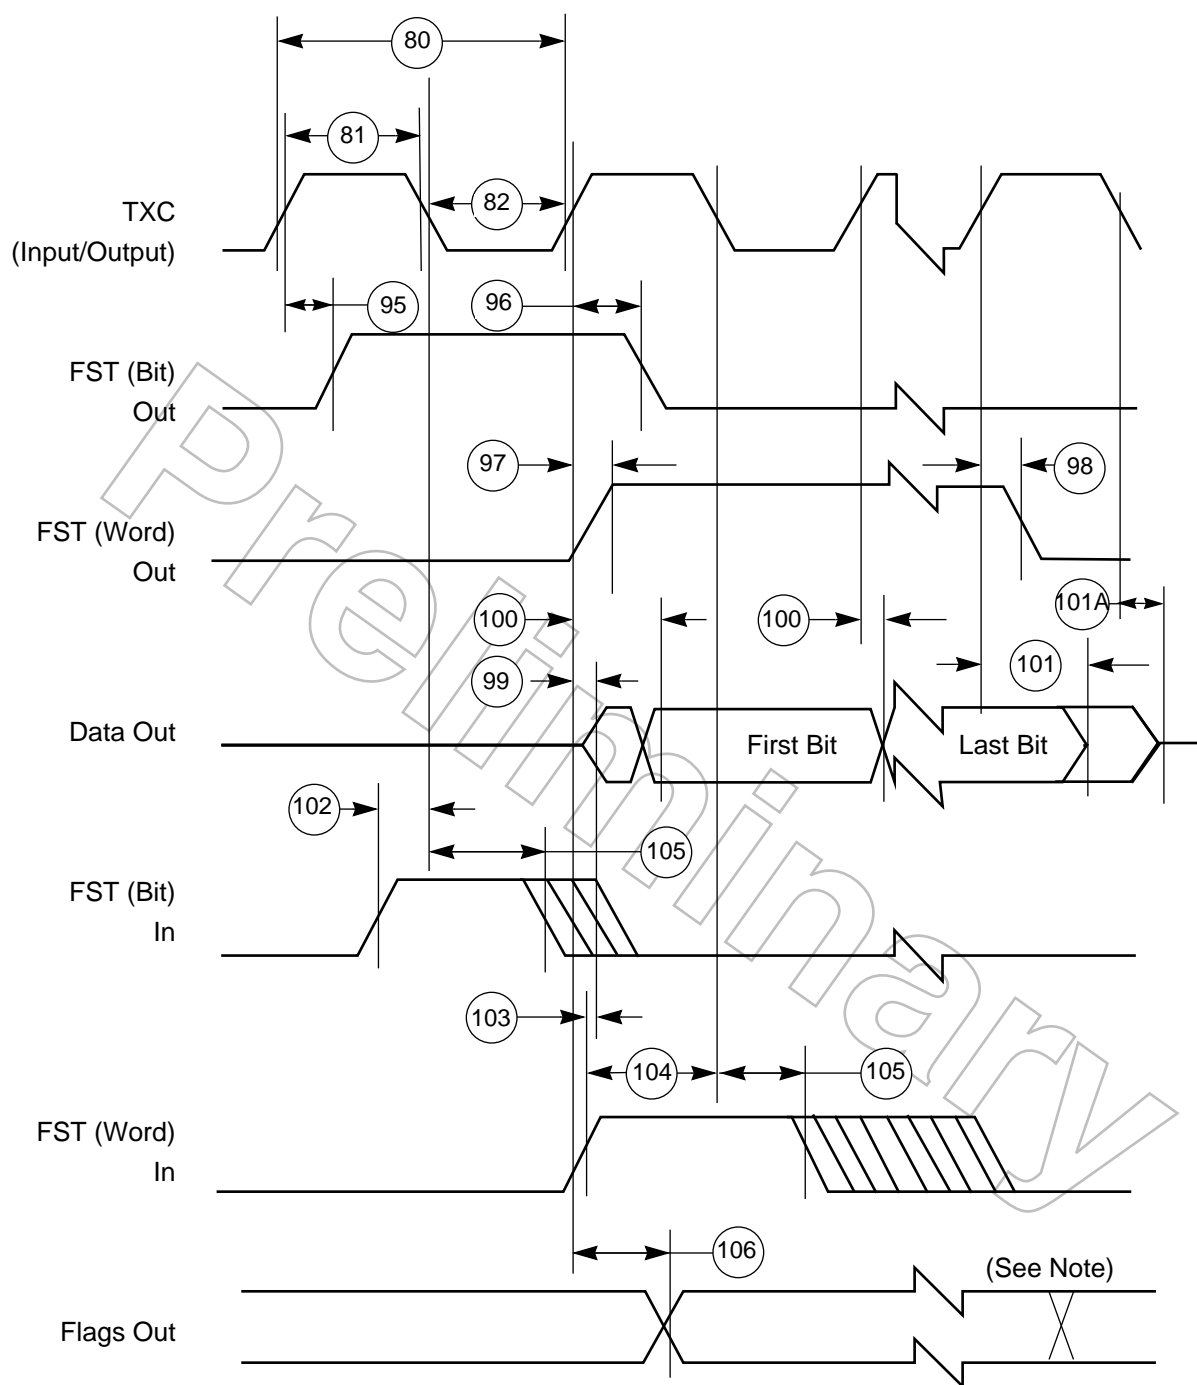 80
81
82
TXC
(Input/Output)
95
96
FST (Bit)
Out
97
98
FST (Word)
Out
101A
100
100
101
99
Data Out
First Bit
Last Bit
102
105
FST (Bit)
In
103
104
105
FST (Word)
In
106
(See Note)
Flags Out
Preliminary